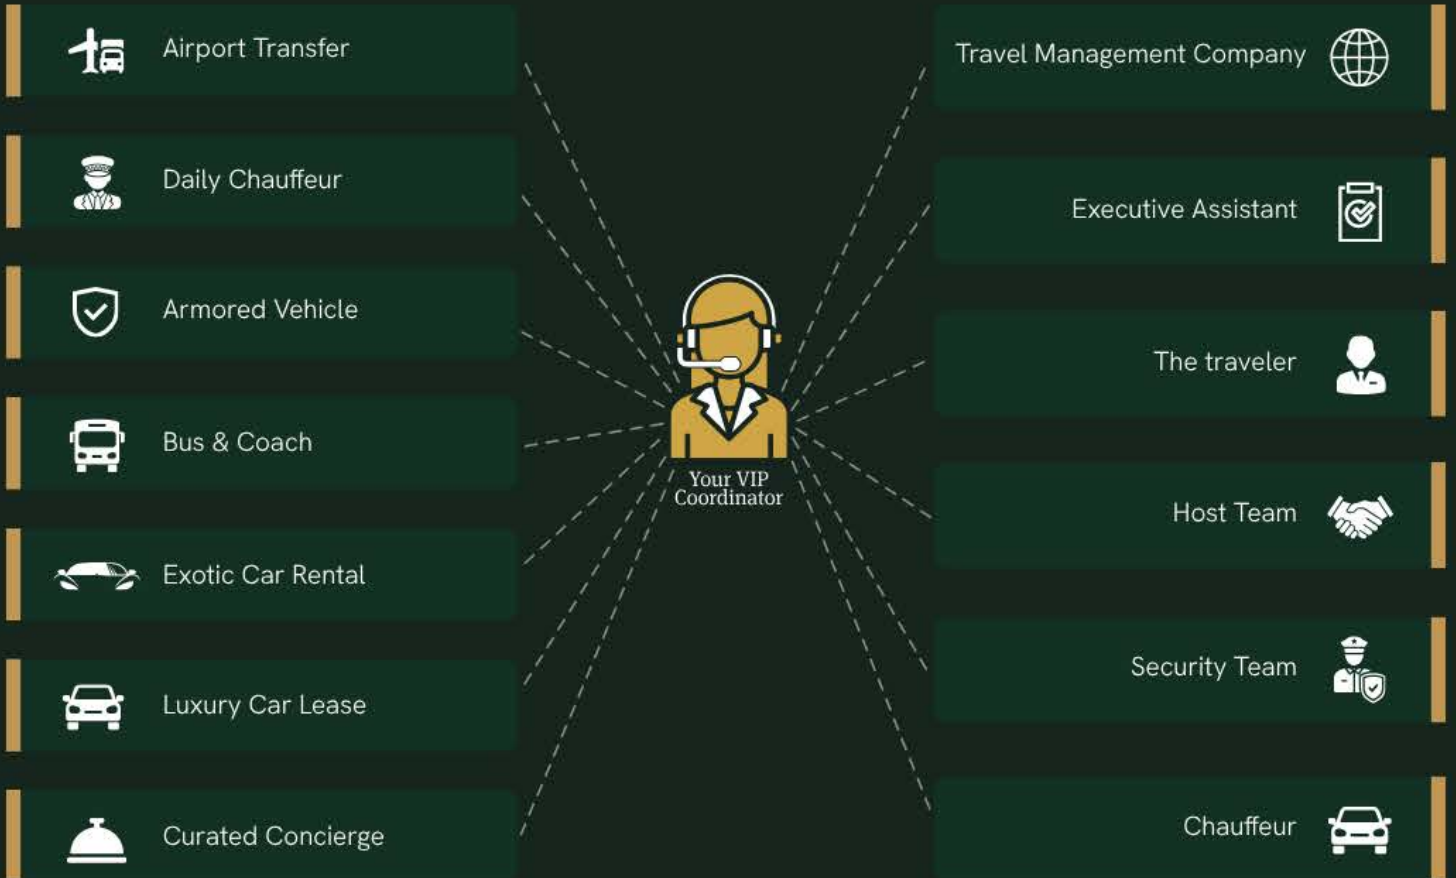 Airport Transfer
Daily Chauffeur
Armored Vehicle
Bus & Coach
Exotic Car Rental
Luxury Car Lease
Curated Concierge
Your VIP
Coordinator
Travel Management Company
Executive Assistant
The traveler
Host Team
Security Team
Chauffeur